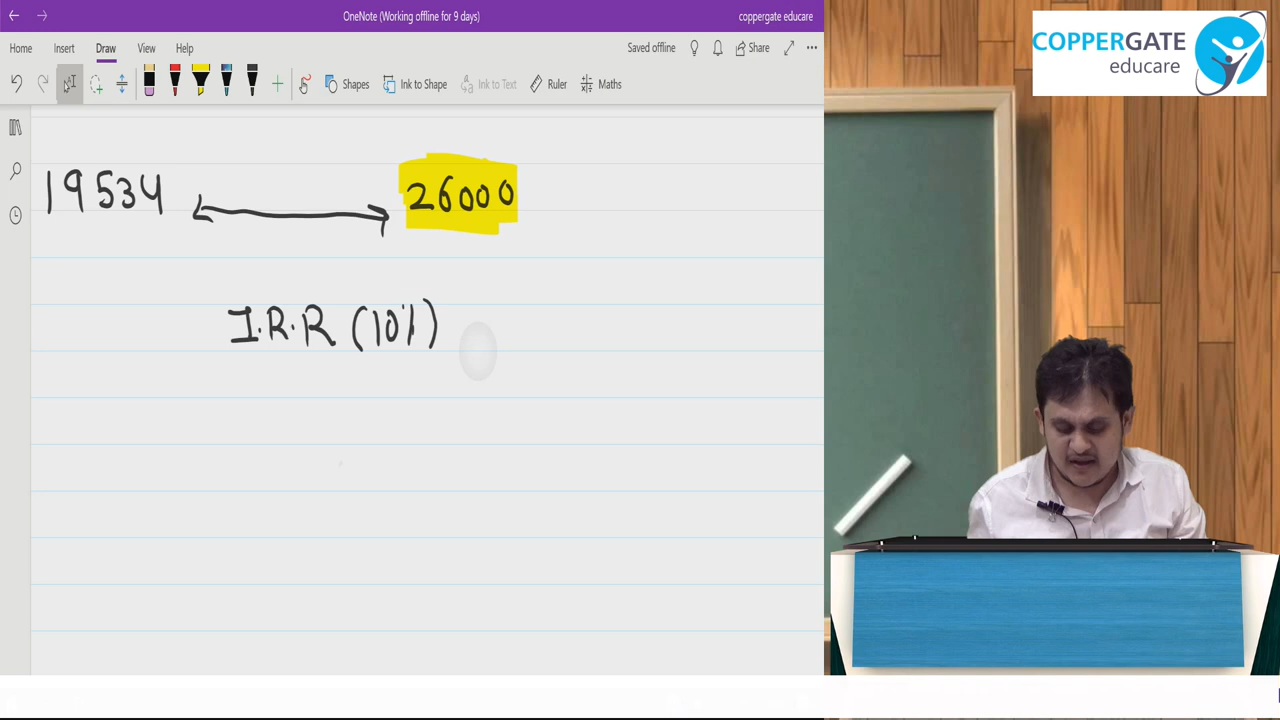 OneNote (Working offline for 9 days)
coppergate educare
Home Insert Draw View Help
Saved offline Share
Shapes Ink to Shape Ink to Text Ruler Maths
COPPERGATE
educare
19534 26000
I.R.R (10%)